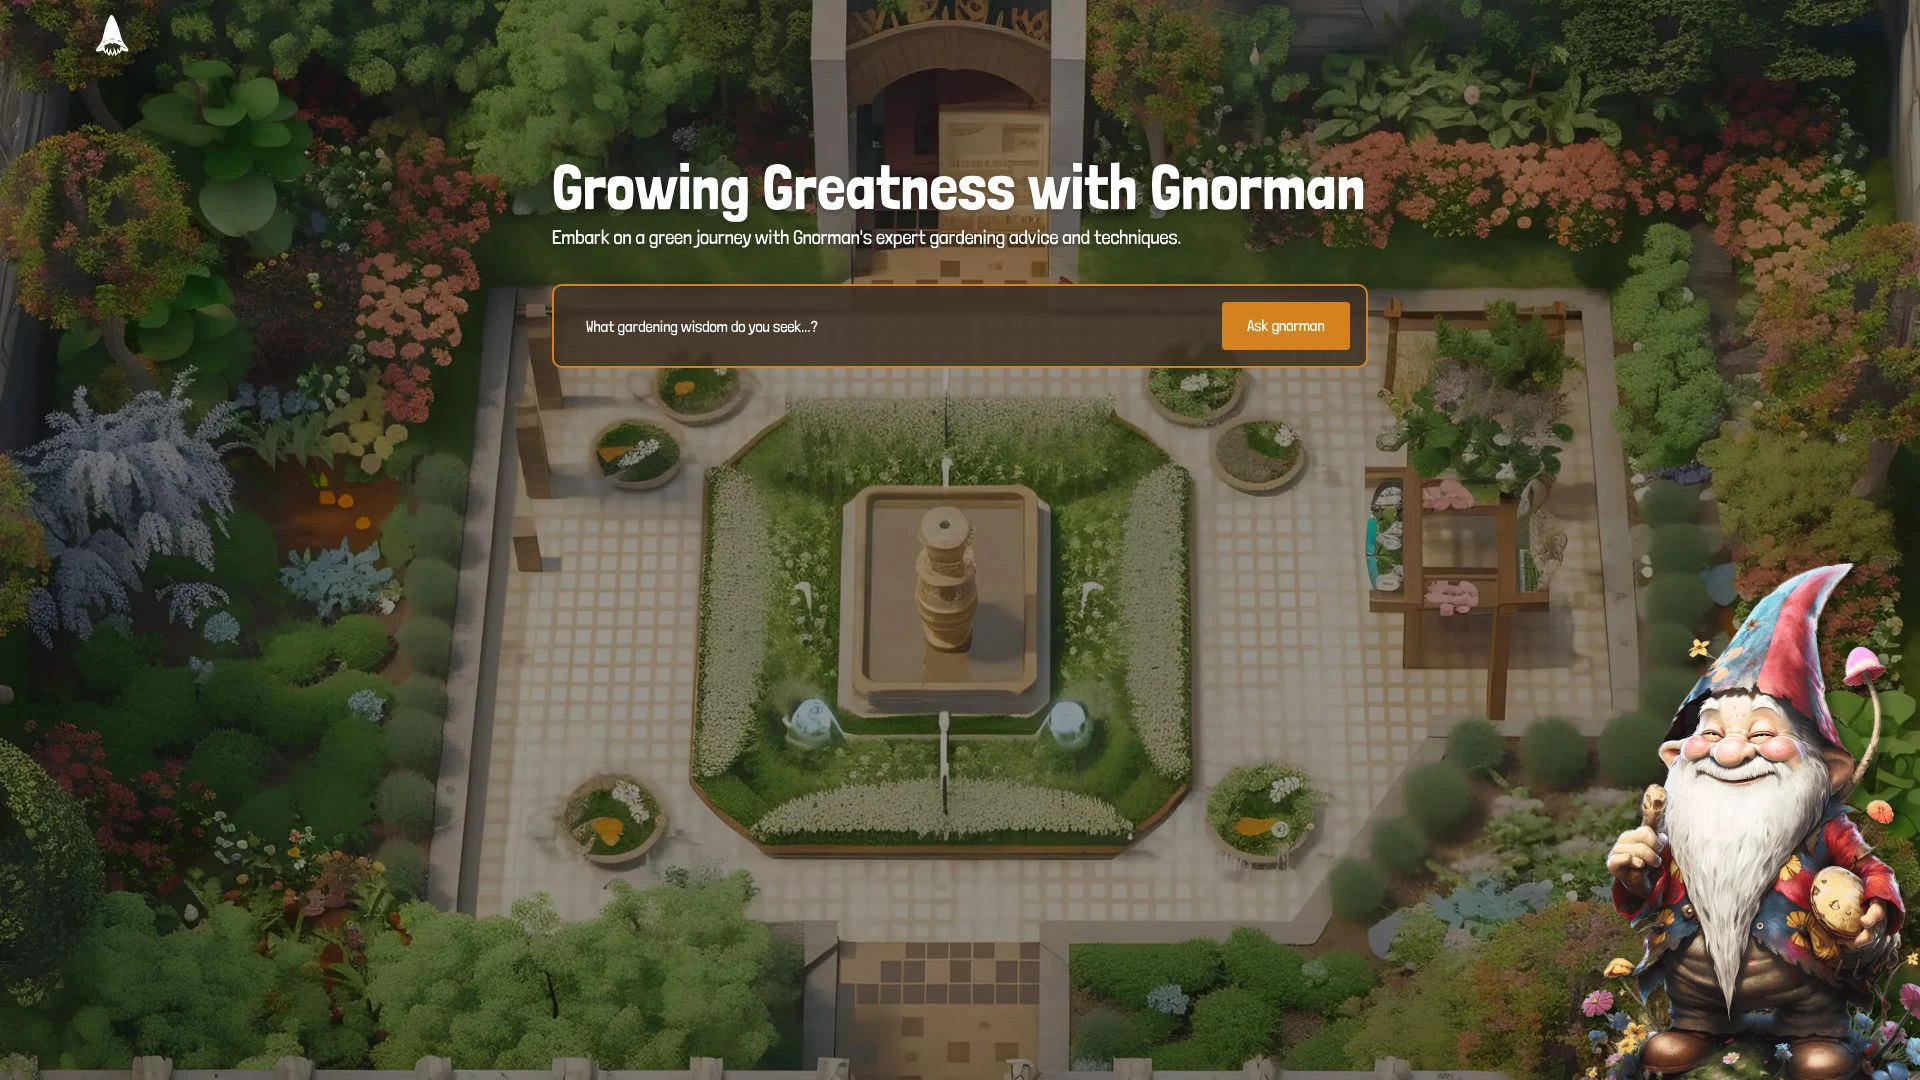 Growing Greatness with Gnorman
Embark on a green journey with Gnorman's expert gardening advice and techniques.
What gardening wisdom do you seek...?
Ask gnorman